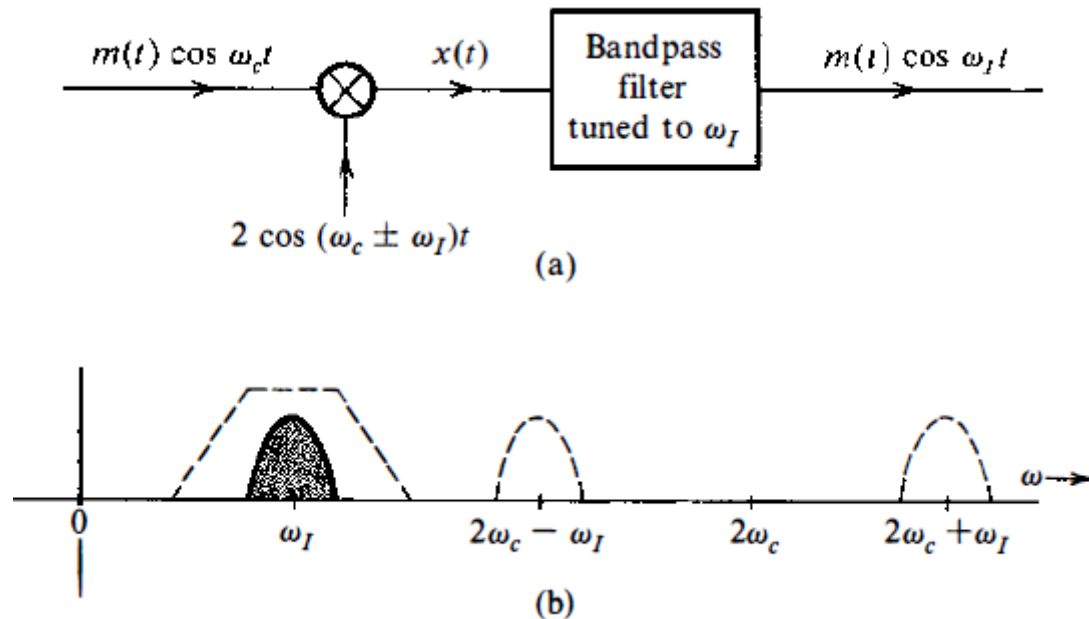 m(t) cos ω_c t
x(t)
Bandpass
filter
tuned to ω_I
m(t) cos ω_I t
2 cos (ω_c ± ω_I)t
(a)
ω
0
ω_I
2ω_c − ω_I
2ω_c
2ω_c + ω_I
(b)